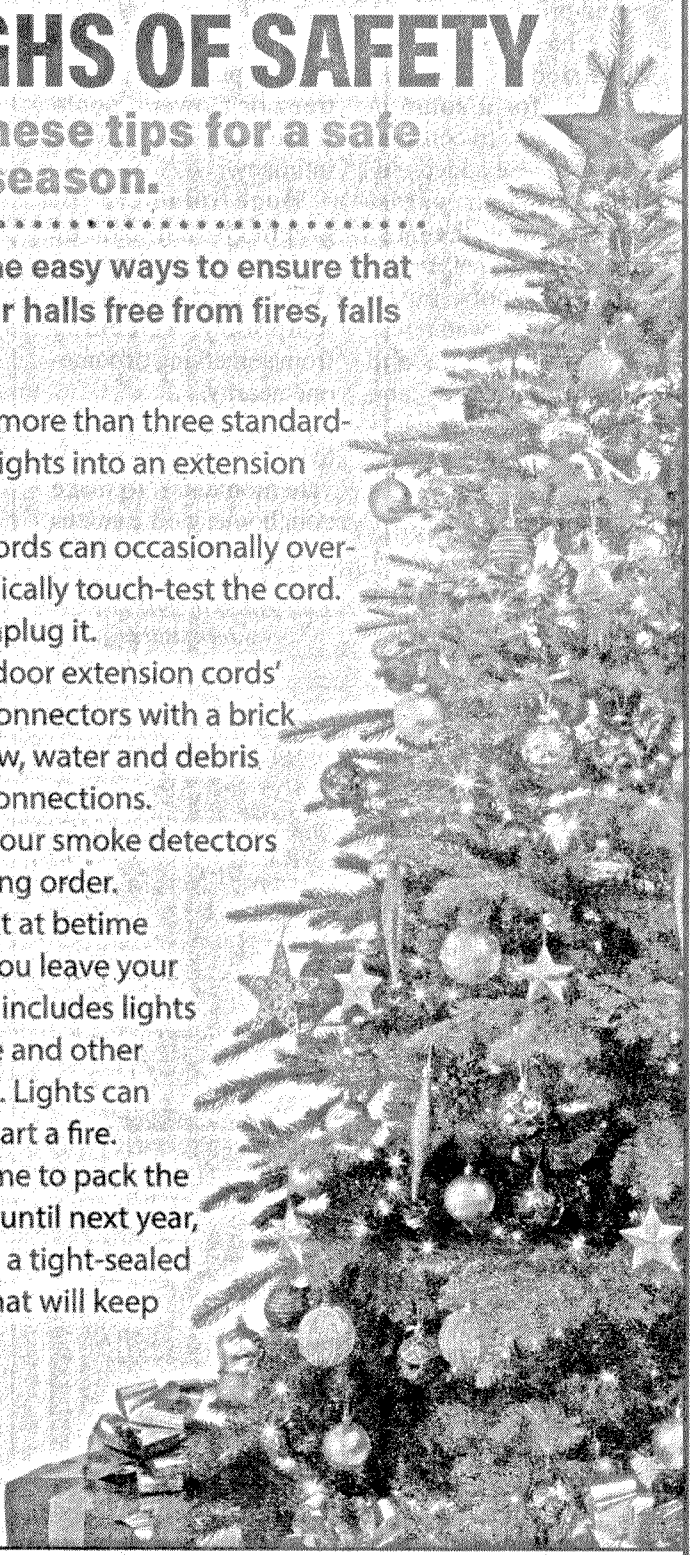 GHS OF SAFETY
hese tips for a safe
season.
ne easy ways to ensure that
r halls free from fires, falls
more than three standard-
ights into an extension
ords can occasionally over-
ically touch-test the cord.
nplug it.
door extension cords'
onnectors with a brick
w, water and debris
onnections.
our smoke detectors
ng order.
t at betime
ou leave your
includes lights
e and other
. Lights can
art a fire.
me to pack the
until next year,
a tight-sealed
hat will keep